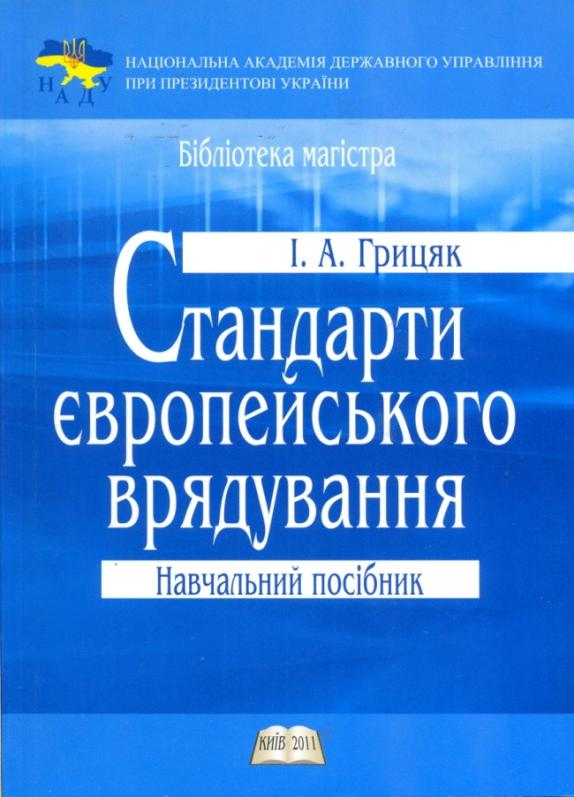 НАДУ
НАЦІОНАЛЬНА АКАДЕМІЯ ДЕРЖАВНОГО УПРАВЛІННЯ
ПРИ ПРЕЗИДЕНТОВІ УКРАЇНИ
Бібліотека магістра
І. А. Грицяк
Стандарти
європейського
врядування
Навчальний посібник
КИЇВ 2011